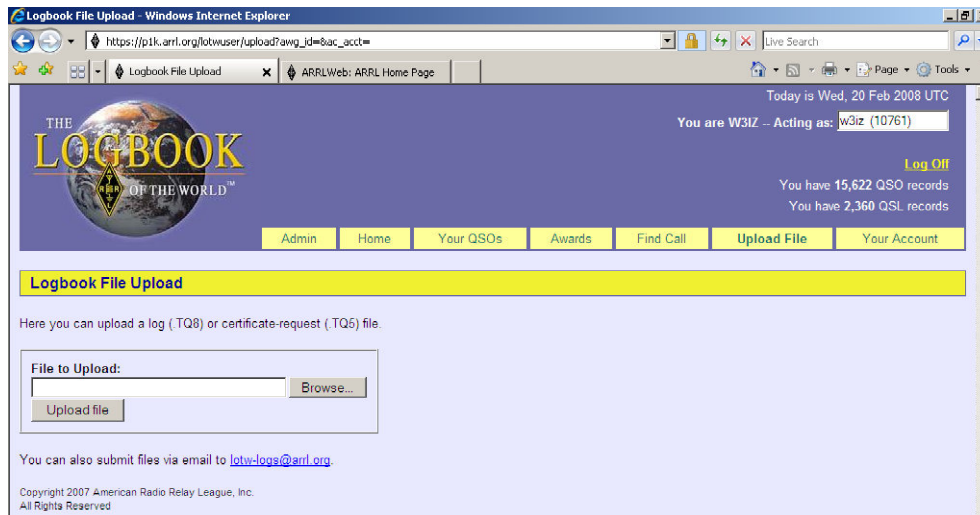 Logbook File Upload - Windows Internet Explorer
https://p1k.arrl.org/lotwuser/upload?awg_id=&ac_acct=
Live Search
Logbook File Upload
ARRLWeb: ARRL Home Page
Page
Tools
Today is Wed, 20 Feb 2008 UTC
You are W3IZ -- Acting as: w3iz (10761)
THE
LOGBOOK
OF THE WORLD™
Log Off
You have 15,622 QSO records
You have 2,360 QSL records
Admin Home Your QSOs Awards Find Call Upload File Your Account
Logbook File Upload
Here you can upload a log (.TQ8) or certificate-request (.TQ5) file.
File to Upload:
Browse...
Upload file
You can also submit files via email to lotw-logs@arrl.org.
Copyright 2007 American Radio Relay League, Inc.
All Rights Reserved